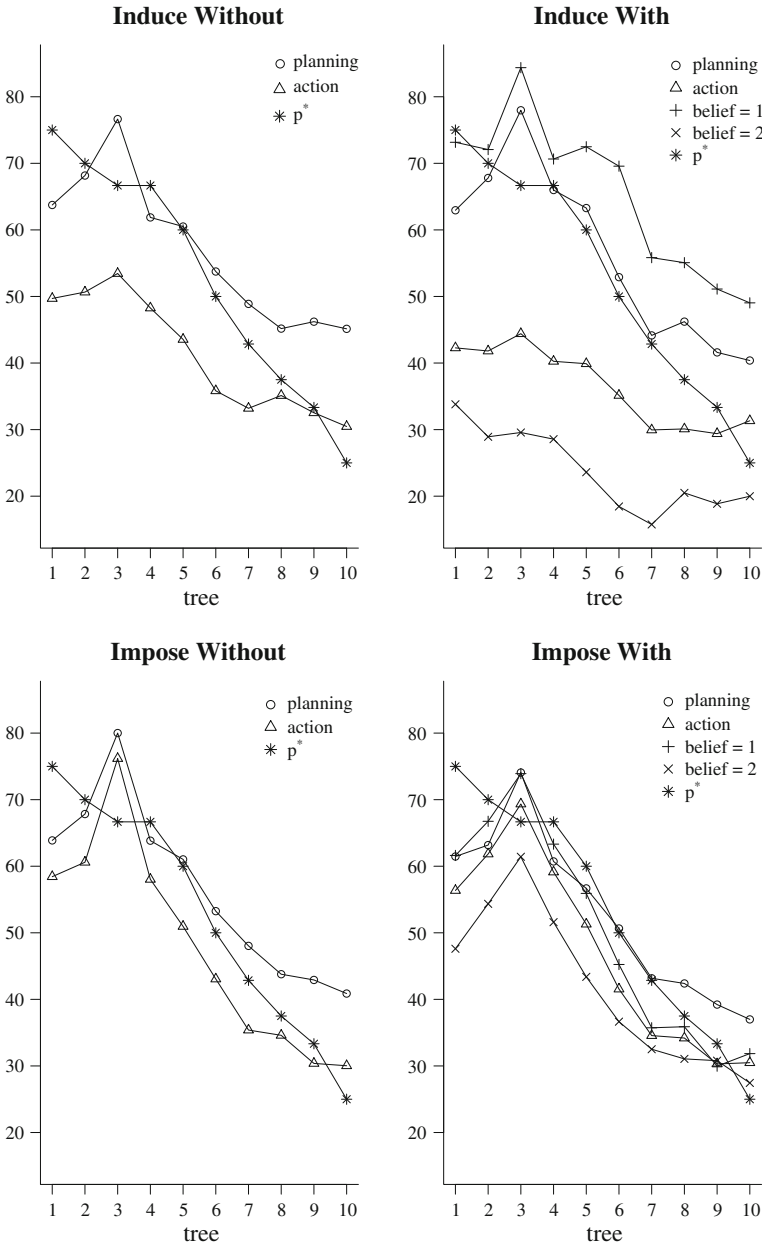 Induce Without
planning
action
p*
80
70
60
50
40
30
20
1 2 3 4 5 6 7 8 9 10
tree
Induce With
planning
action
belief = 1
belief = 2
p*
80
70
60
50
40
30
20
1 2 3 4 5 6 7 8 9 10
tree
Impose Without
planning
action
p*
80
70
60
50
40
30
20
1 2 3 4 5 6 7 8 9 10
tree
Impose With
planning
action
belief = 1
belief = 2
p*
80
70
60
50
40
30
20
1 2 3 4 5 6 7 8 9 10
tree